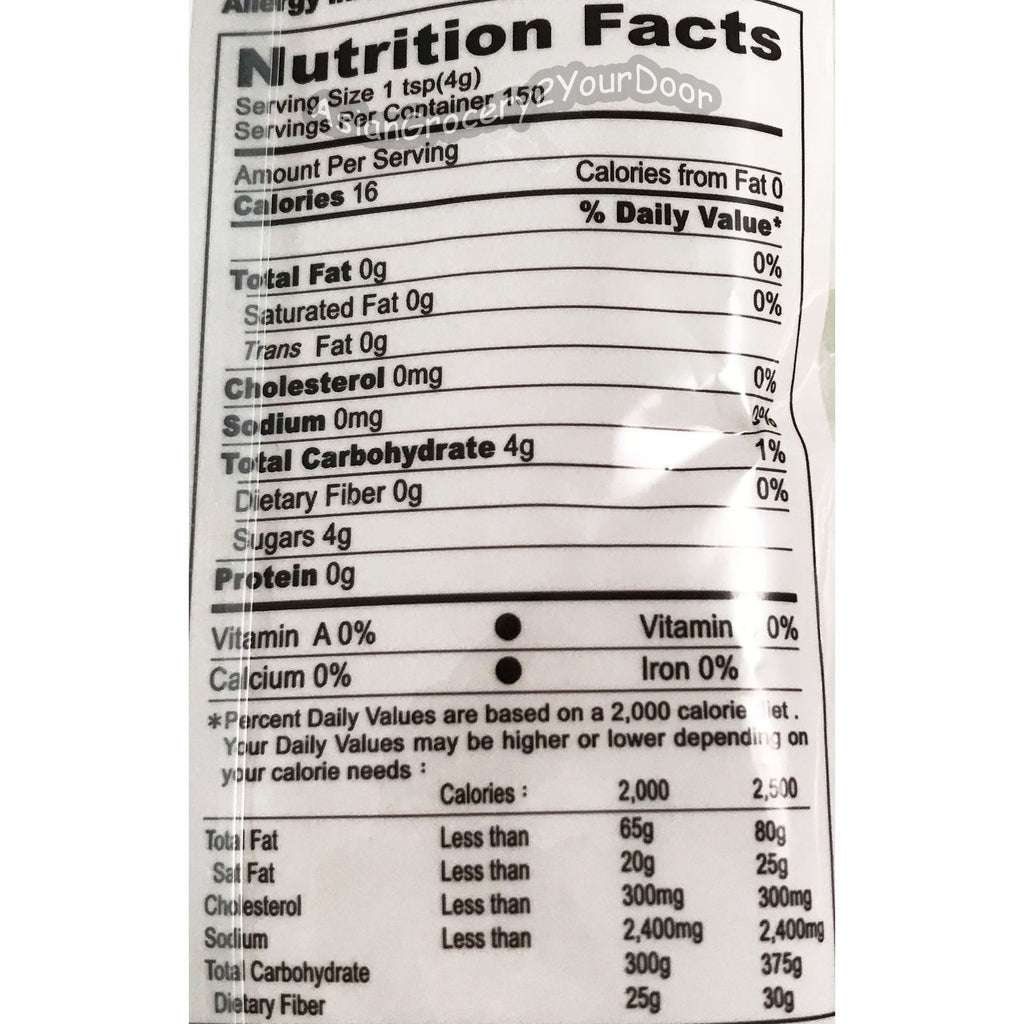 Allergy
Nutrition Facts
Serving Size 1 tsp(4g)
Servings Per Container 150
AsianGrocery2YourDoor
Amount Per Serving
Calories 16 Calories from Fat 0
% Daily Value*
Total Fat 0g 0%
Saturated Fat 0g 0%
Trans Fat 0g
Cholesterol 0mg 0%
Sodium 0mg 0%
Total Carbohydrate 4g 1%
Dietary Fiber 0g 0%
Sugars 4g
Protein 0g
Vitamin A 0% ● Vitamin 0%
Calcium 0% ● Iron 0%
*Percent Daily Values are based on a 2,000 calorie diet.
Your Daily Values may be higher or lower depending on
your calorie needs :
Calories : 2,000 2,500
Total Fat Less than 65g 80g
Sat Fat Less than 20g 25g
Cholesterol Less than 300mg 300mg
Sodium Less than 2,400mg 2,400mg
Total Carbohydrate 300g 375g
Dietary Fiber 25g 30g